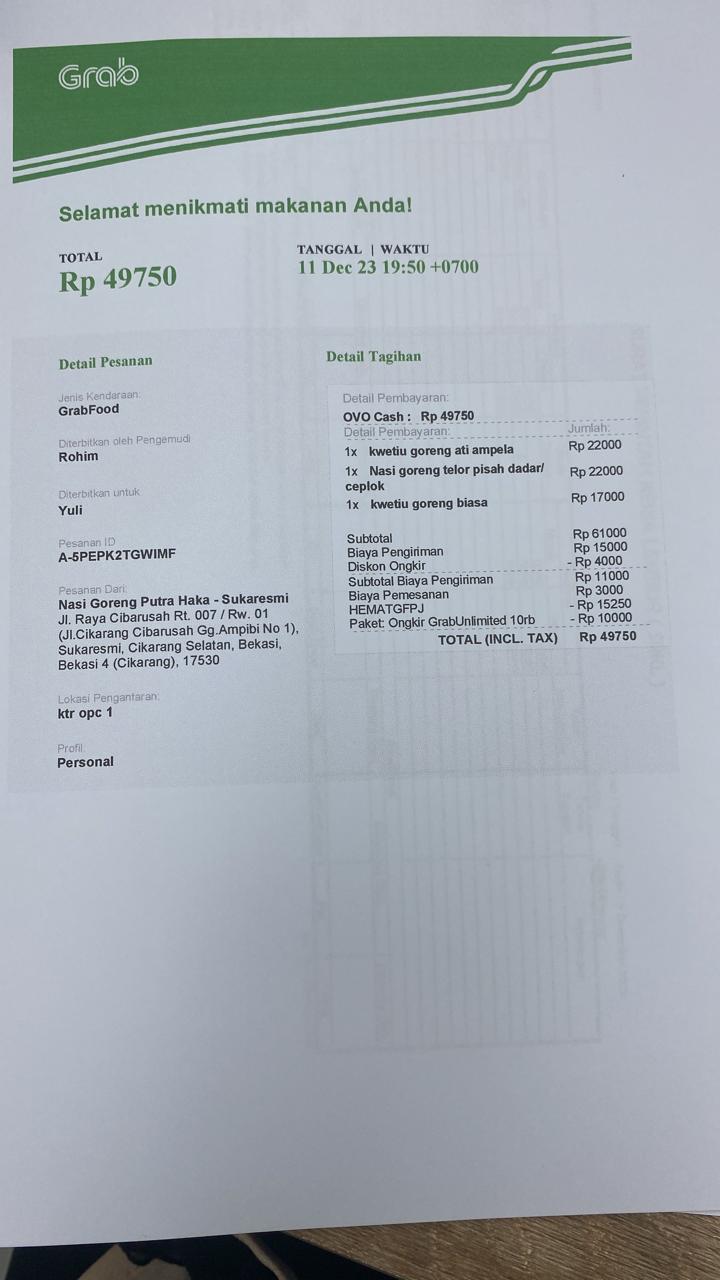 Grab
Selamat menikmati makanan Anda!
TOTAL
Rp 49750
TANGGAL | WAKTU
11 Dec 23 19:50 +0700
Detail Pesanan
Jenis Kendaraan:
GrabFood
Diterbitkan oleh Pengemudi
Rohim
Diterbitkan untuk
Yuli
Pesanan ID
A-5PEPK2TGWIMF
Pesanan Dari:
Nasi Goreng Putra Haka - Sukaresmi
Jl. Raya Cibarusah Rt. 007 / Rw. 01
(Jl.Cikarang Cibarusah Gg.Ampibi No 1),
Sukaresmi, Cikarang Selatan, Bekasi,
Bekasi 4 (Cikarang), 17530
Lokasi Pengantaran:
ktr opc 1
Profil:
Personal
Detail Tagihan
Detail Pembayaran:
OVO Cash : Rp 49750
Detail Pembayaran: Jumlah:
1x kwetiu goreng ati ampela Rp 22000
1x Nasi goreng telor pisah dadar/ Rp 22000
ceplok
1x kwetiu goreng biasa Rp 17000
Subtotal Rp 61000
Biaya Pengiriman Rp 15000
Diskon Ongkir - Rp 4000
Subtotal Biaya Pengiriman Rp 11000
Biaya Pemesanan Rp 3000
HEMATGFPJ - Rp 15250
Paket: Ongkir GrabUnlimited 10rb - Rp 10000
TOTAL (INCL. TAX) Rp 49750